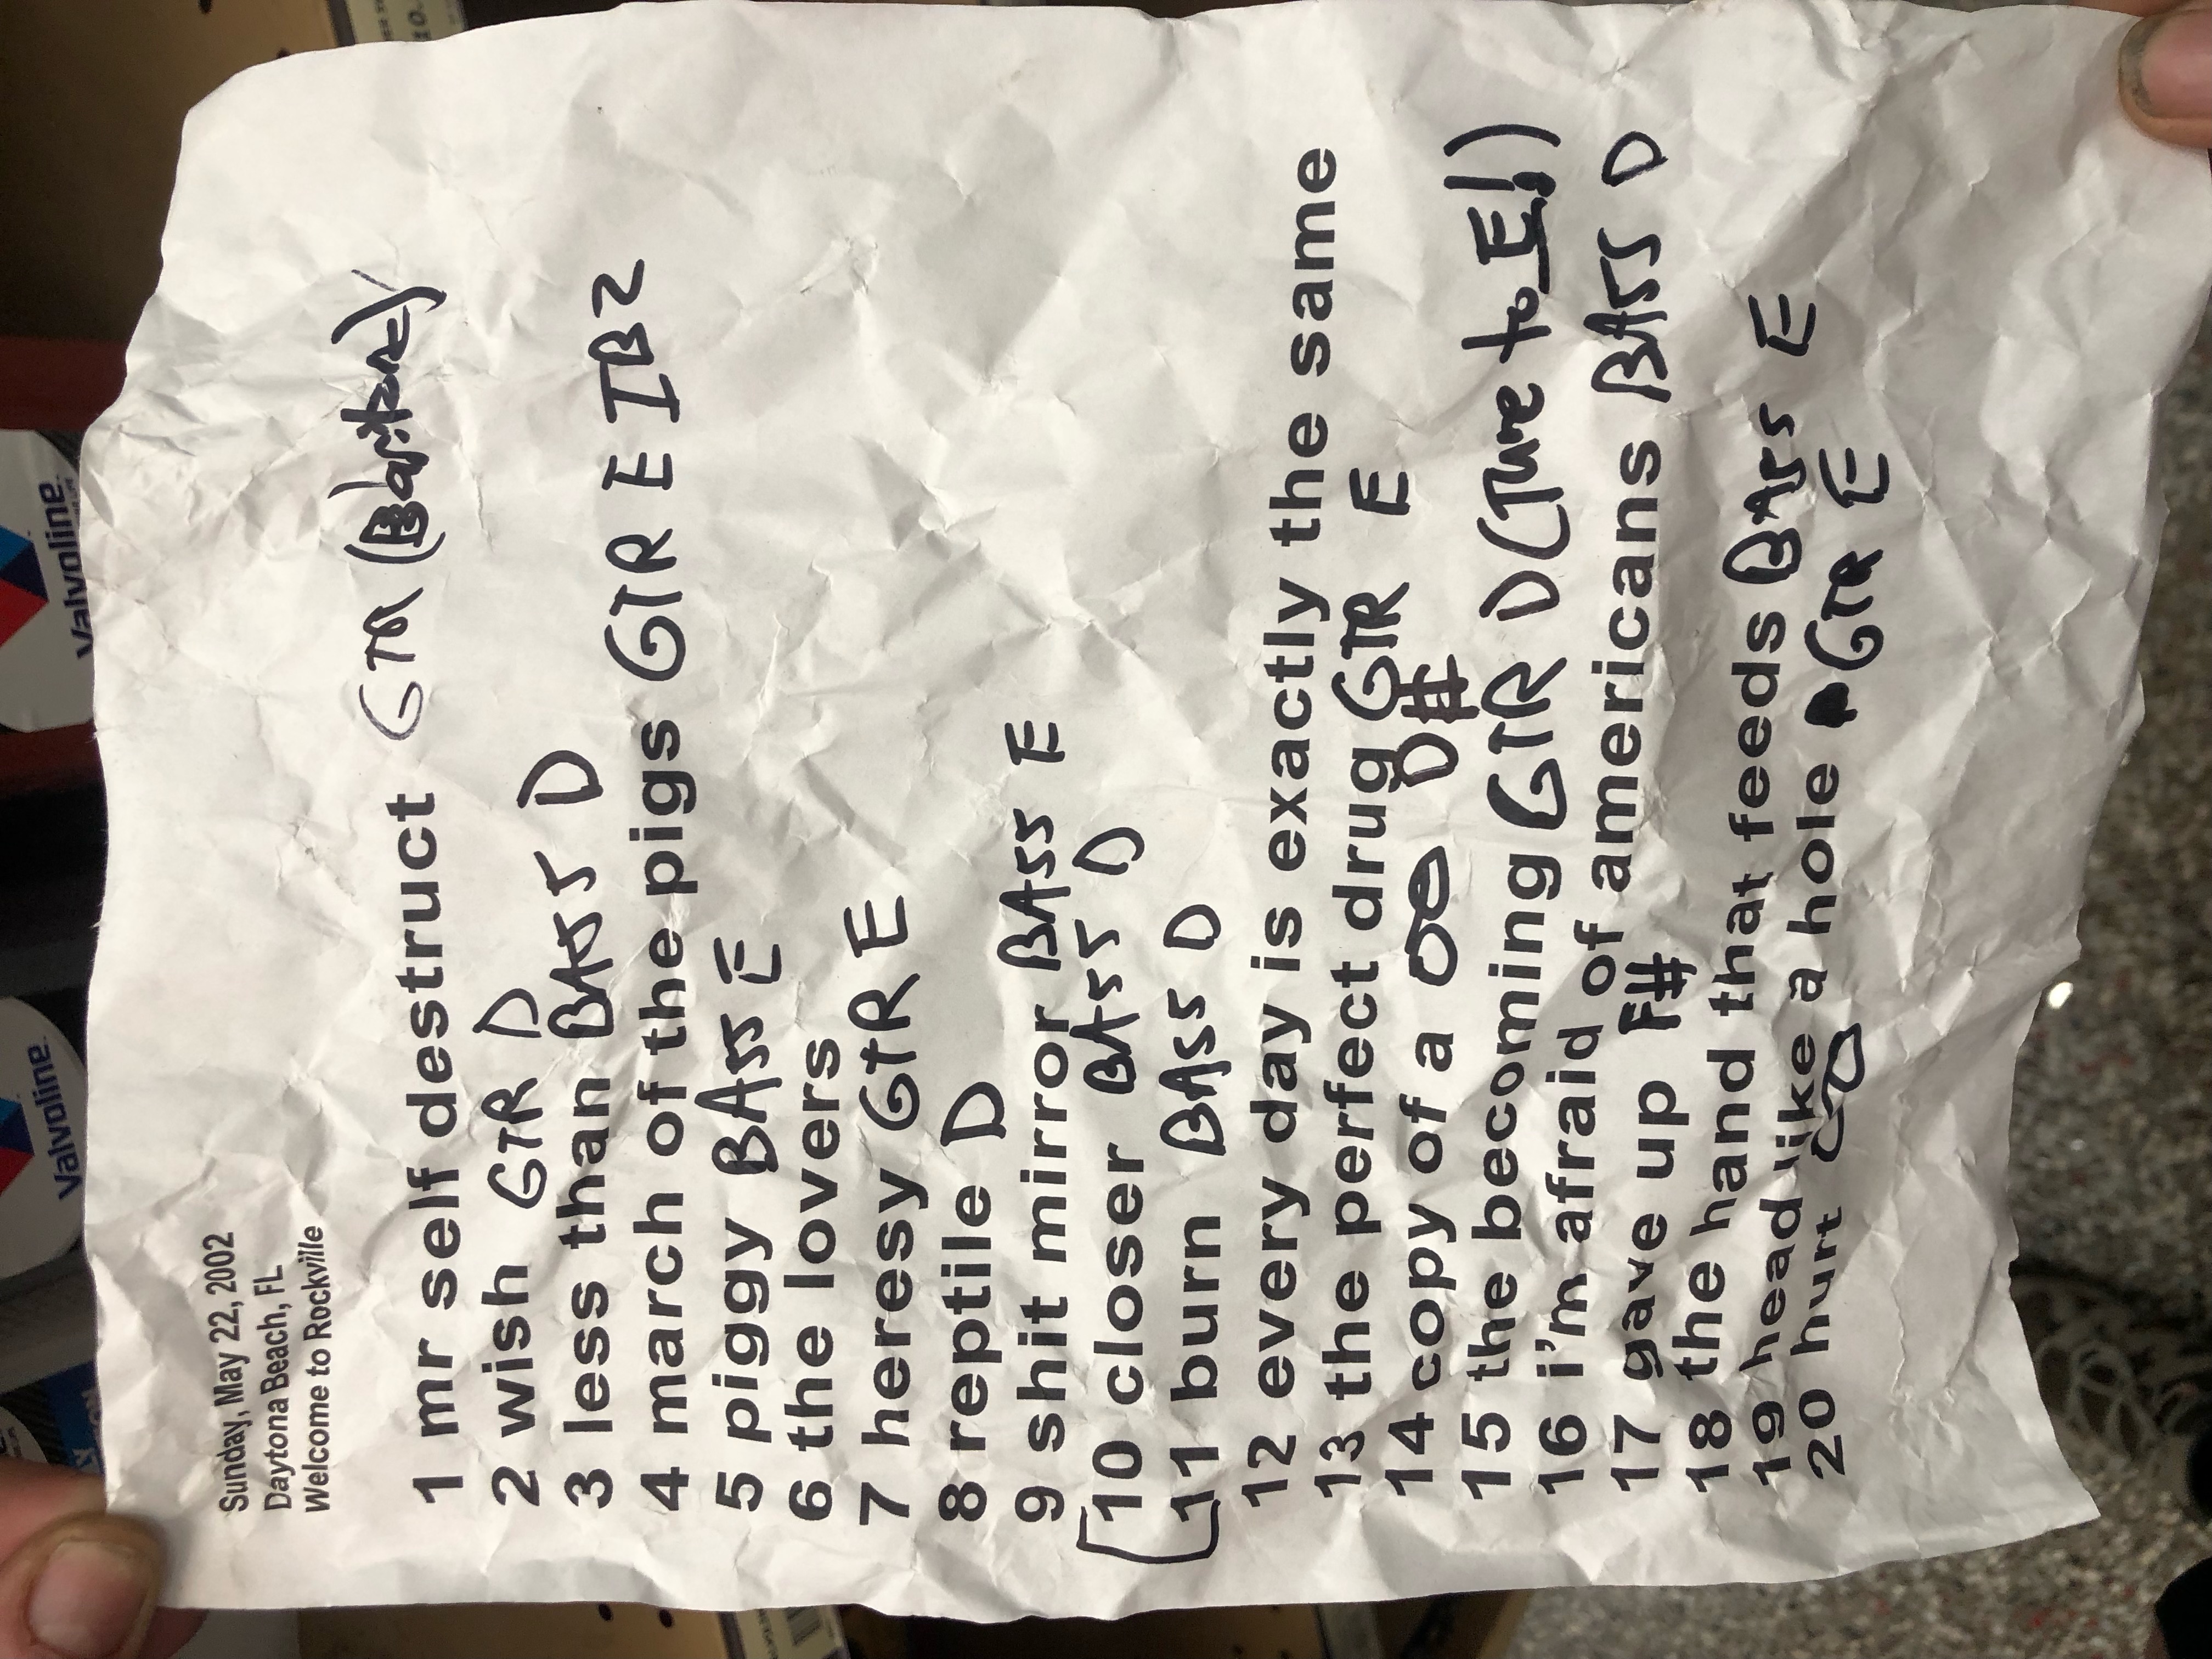 Sunday, May 22, 2002
Daytona Beach, FL
Welcome to Rockville
1 mr self destruct GTR (Baritone)
2 wish GTR D
3 less than BASS D
4 march of the pigs GTR E IB2
5 piggy BASS E
6 the lovers
7 heresy GTR E
8 reptile D
9 shit mirror BASS E
10 closer BASS D
11 burn BASS D
12 every day is exactly the same
13 the perfect drug GTR E
14 copy of a D#
15 the becoming GTR D (Tune to E!)
16 i'm afraid of americans BASS D
17 gave up F#
18 the hand that feeds BASS E
19 head like a hole GTR E
20 hurt
Valvoline
Valvoline